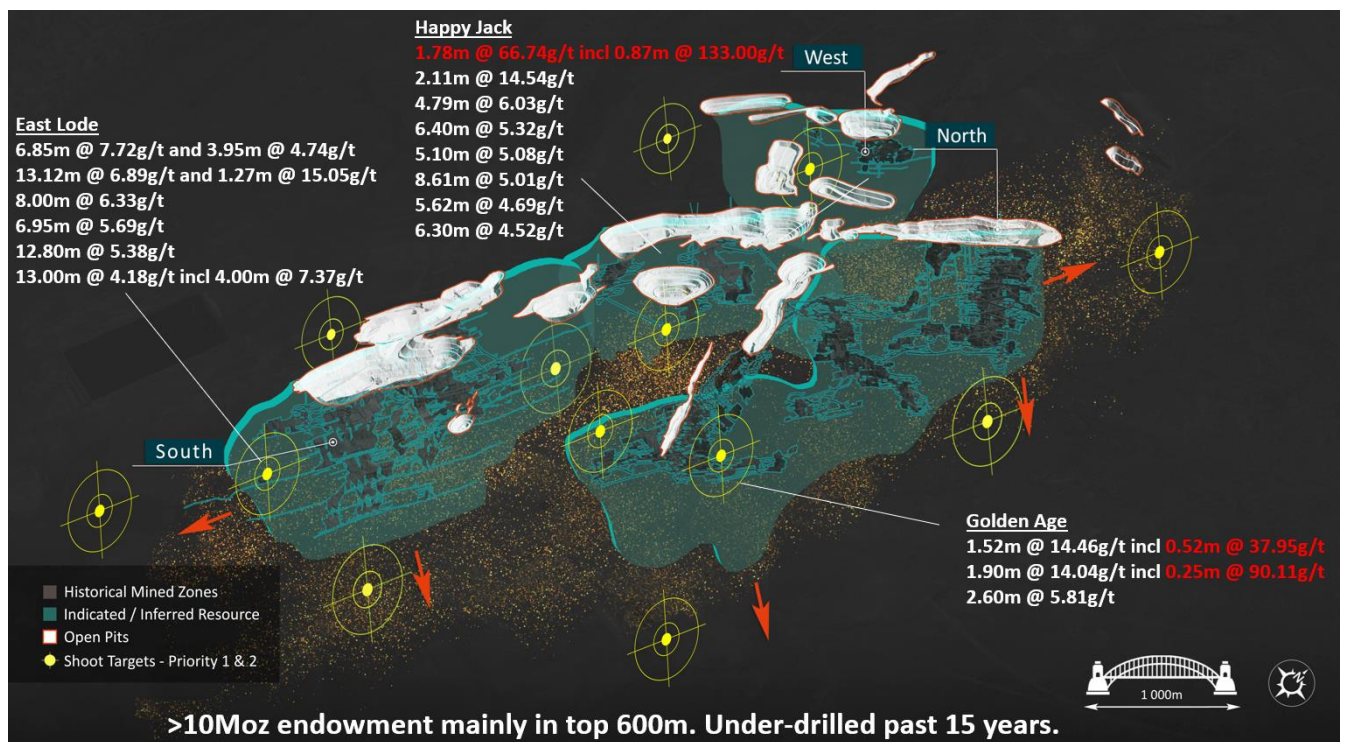 Happy Jack
1.78m @ 66.74g/t incl 0.87m @ 133.00g/t
2.11m @ 14.54g/t
4.79m @ 6.03g/t
6.40m @ 5.32g/t
5.10m @ 5.08g/t
8.61m @ 5.01g/t
5.62m @ 4.69g/t
6.30m @ 4.52g/t
West
North
East Lode
6.85m @ 7.72g/t and 3.95m @ 4.74g/t
13.12m @ 6.89g/t and 1.27m @ 15.05g/t
8.00m @ 6.33g/t
6.95m @ 5.69g/t
12.80m @ 5.38g/t
13.00m @ 4.18g/t incl 4.00m @ 7.37g/t
South
Golden Age
1.52m @ 14.46g/t incl 0.52m @ 37.95g/t
1.90m @ 14.04g/t incl 0.25m @ 90.11g/t
2.60m @ 5.81g/t
Historical Mined Zones
Indicated / Inferred Resource
Open Pits
Shoot Targets - Priority 1 & 2
1 000m
N
>10Moz endowment mainly in top 600m. Under-drilled past 15 years.